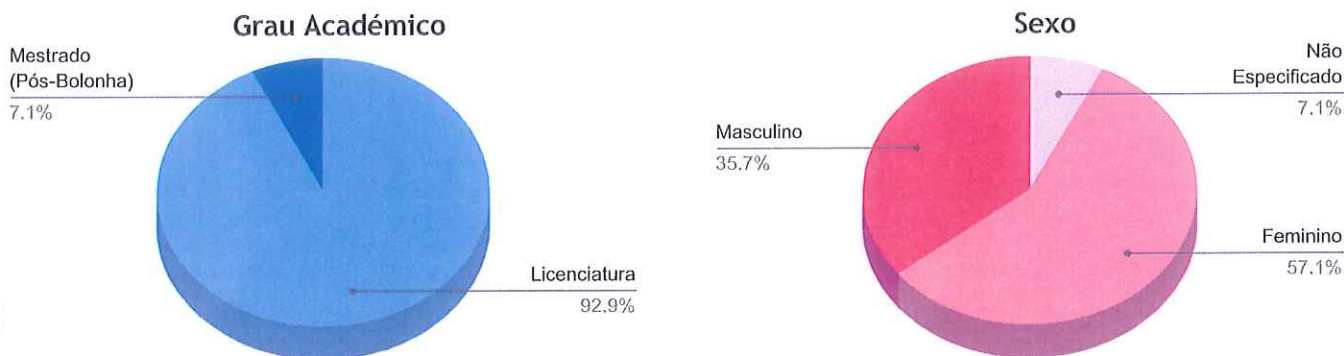 Grau Académico
Mestrado
(Pós-Bolonha)
7.1%
Licenciatura
92.9%
Sexo
Não
Especificado
7.1%
Masculino
35.7%
Feminino
57.1%